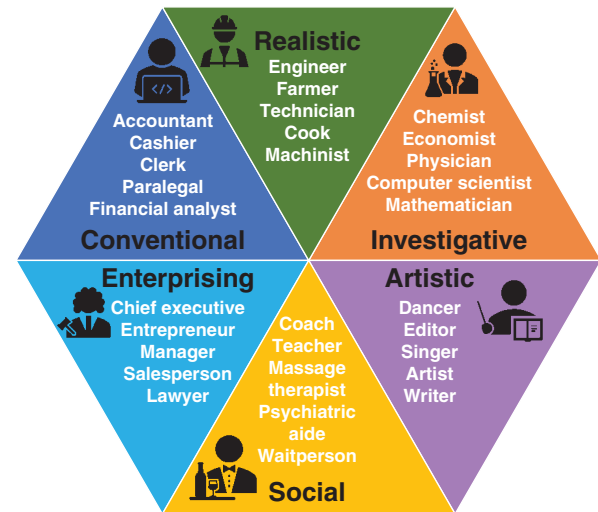 Realistic
Engineer
Farmer
Technician
Cook
Machinist
Chemist
Economist
Physician
Computer scientist
Mathematician
Investigative
Artistic
Dancer
Editor
Singer
Artist
Writer
Coach
Teacher
Massage
therapist
Psychiatric
aide
Waitperson
Social
Enterprising
Chief executive
Entrepreneur
Manager
Salesperson
Lawyer
</>
Accountant
Cashier
Clerk
Paralegal
Financial analyst
Conventional